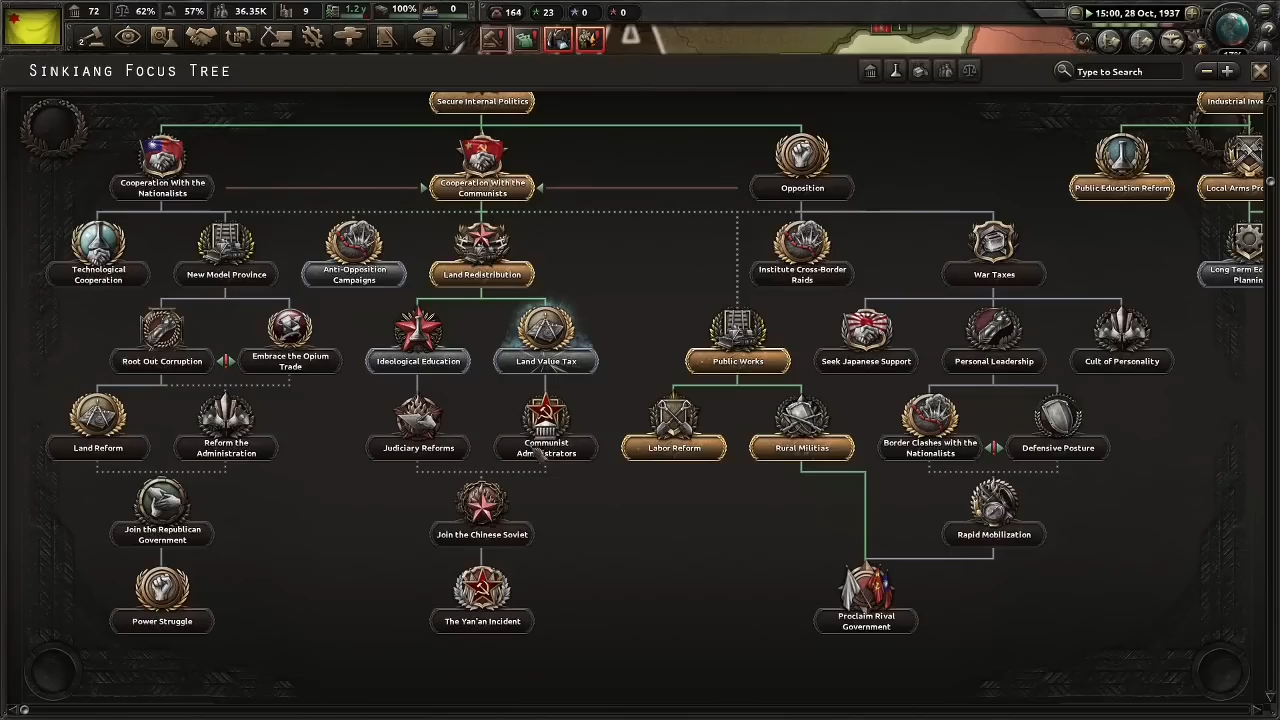 72
62%
57%
36.35K
9
1.2 y
100%
0
164
23
0
0
15:00, 28 Oct, 1937
2
17%
SINKIANG FOCUS TREE
Type to Search
Secure Internal Politics
Industrial Inve
Cooperation With the
Nationalists
Cooperation With the
Communists
Opposition
Public Education Reform
Local Arms Pro
Technological
Cooperation
New Model Province
Anti-Opposition
Campaigns
Land Redistribution
Institute Cross-Border
Raids
War Taxes
Long Term Ec
Planning
Root Out Corruption
Embrace the Opium
Trade
Ideological Education
Land Value Tax
Public Works
Seek Japanese Support
Personal Leadership
Cult of Personality
Land Reform
Reform the
Administration
Judiciary Reforms
Communist
Administrators
Labor Reform
Rural Militias
Border Clashes with the
Nationalists
Defensive Posture
Join the Republican
Government
Join the Chinese Soviet
Rapid Mobilization
Power Struggle
The Yan'an Incident
Proclaim Rival
Government